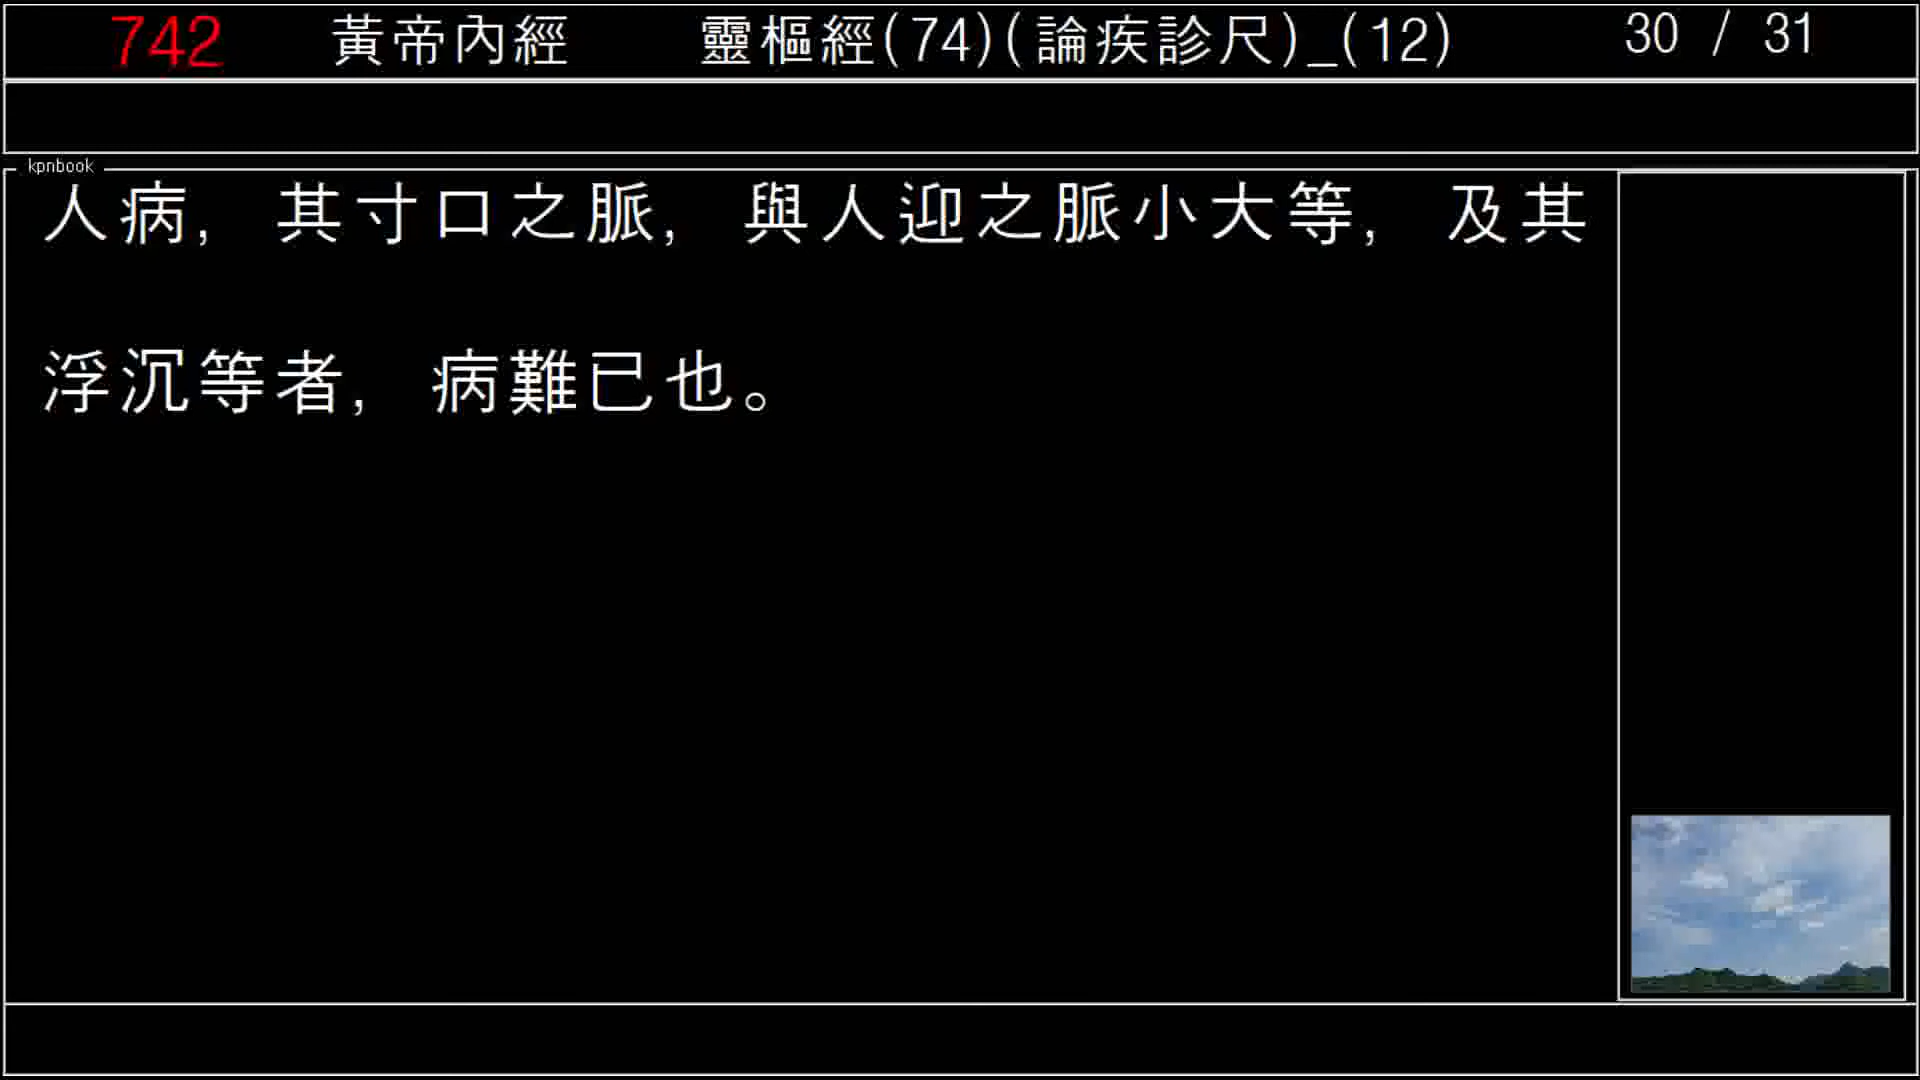 742 黃帝內經 靈樞經(74)(論疾診尺)_(12) 30 / 31
kpnbook
人病, 其寸口之脈, 與人迎之脈小大等, 及其
浮沉等者, 病難已也。